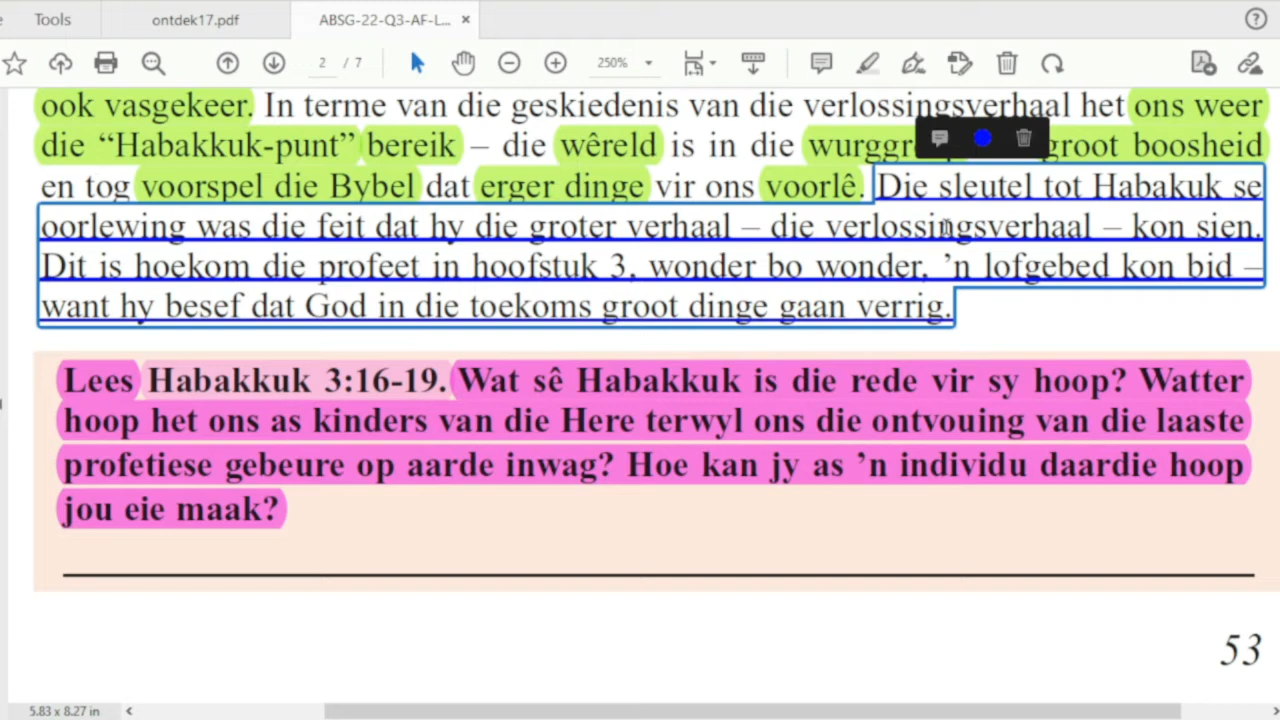 e Tools ontdek17.pdf ABSG-22-Q3-AF-L... ×
2 / 7 250%
ook vasgekeer. In terme van die geskiedenis van die verlossingsverhaal het ons weer
die “Habakkuk-punt” bereik – die wêreld is in die groot boosheid
en tog voorspel die Bybel dat erger dinge vir ons voorlê. Die sleutel tot Habakuk se
oorlewing was die feit dat hy die groter verhaal – die verlossingsverhaal – kon sien.
Dit is hoekom die profeet in hoofstuk 3, wonder bo wonder, ’n lofgebed kon bid –
want hy besef dat God in die toekoms groot dinge gaan verrig.
Lees Habakkuk 3:16-19. Wat sê Habakkuk is die rede vir sy hoop? Watter
hoop het ons as kinders van die Here terwyl ons die ontvouing van die laaste
profetiese gebeure op aarde inwag? Hoe kan jy as ’n individu daardie hoop
jou eie maak?
53
5.83 x 8.27 in